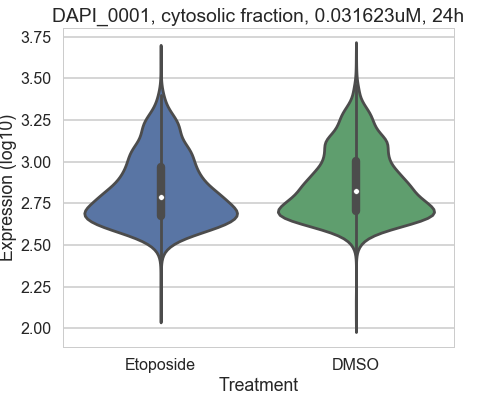 DAPI_0001, cytosolic fraction, 0.031623uM, 24h
3.75
3.50
3.25
3.00
2.75
2.50
2.25
2.00
Expression (log10)
Etoposide DMSO
Treatment